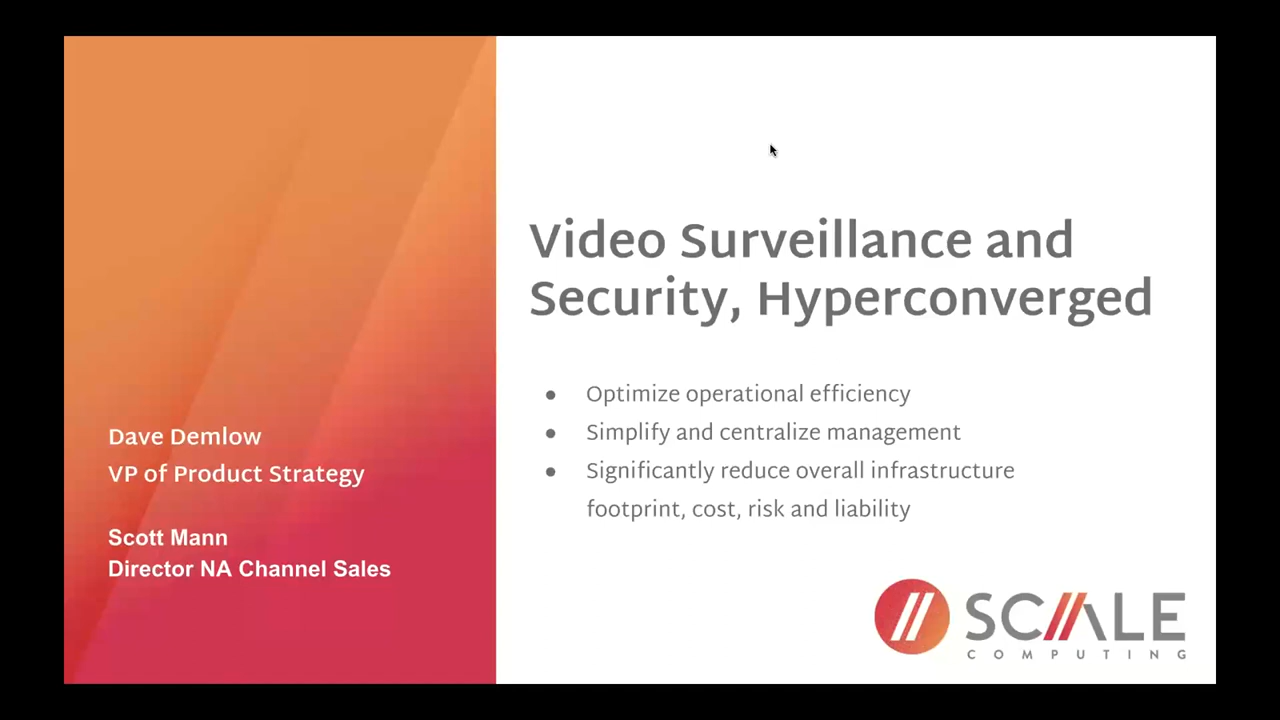 Video Surveillance and
Security, Hyperconverged
● Optimize operational efficiency
● Simplify and centralize management
● Significantly reduce overall infrastructure
footprint, cost, risk and liability
Dave Demlow
VP of Product Strategy
Scott Mann
Director NA Channel Sales
SCALE
COMPUTING